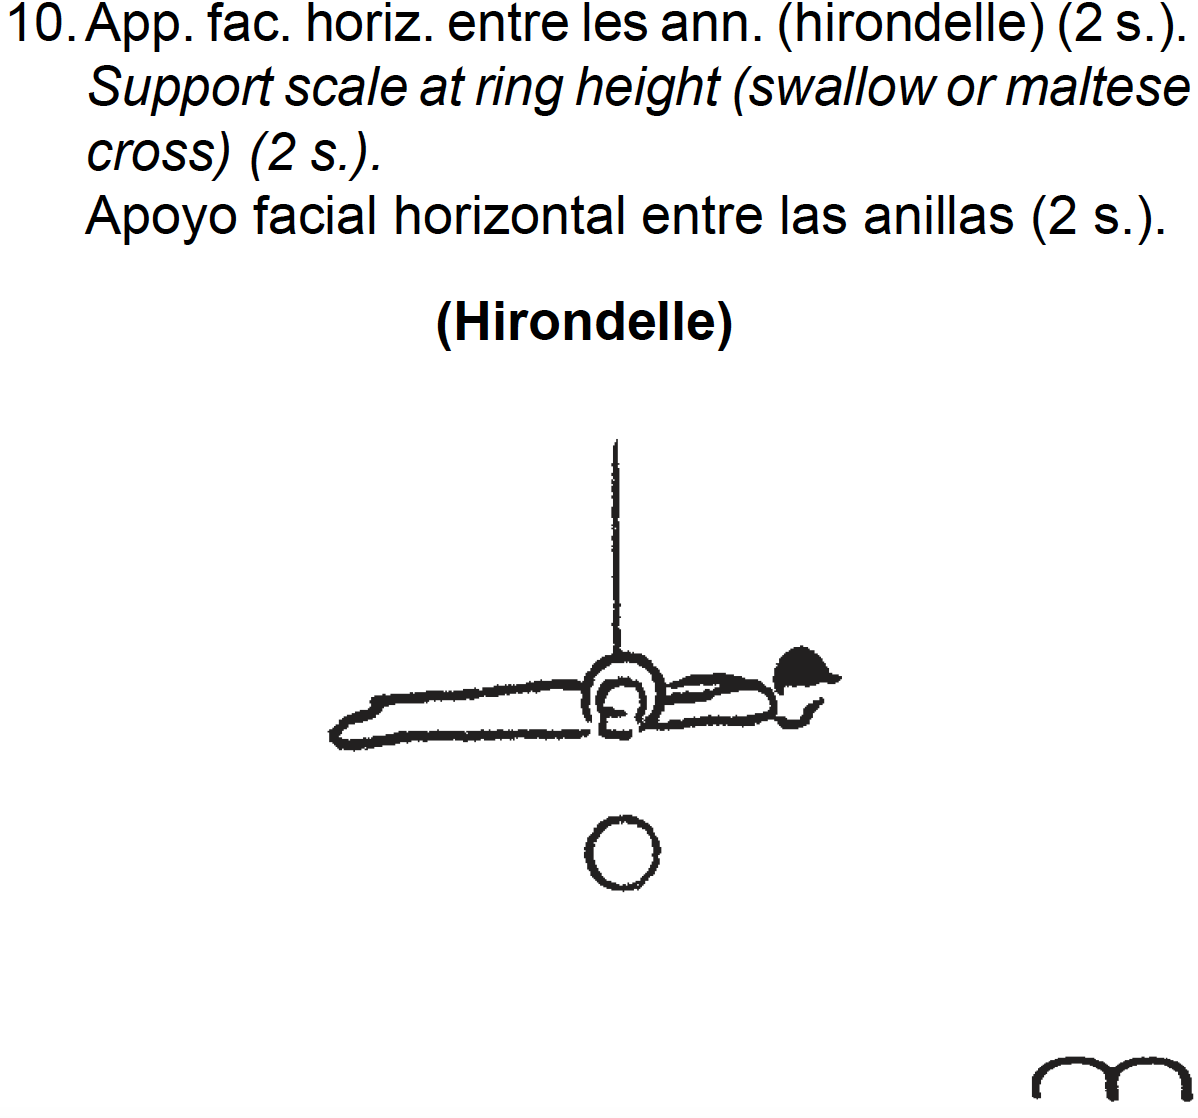 10. App. fac. horiz. entre les ann. (hirondelle) (2 s.).
Support scale at ring height (swallow or maltese
cross) (2 s.).
Apoyo facial horizontal entre las anillas (2 s.).
(Hirondelle)